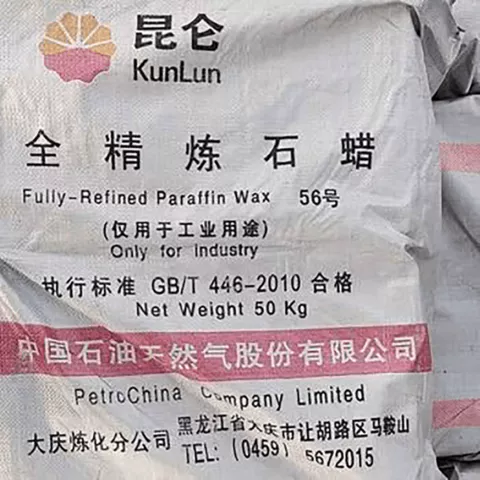 昆仑
KunLun
全精炼石蜡
Fully-Refined Paraffin Wax 56号
(仅用于工业用途)
Only for industry
执行标准 GB/T 446-2010 合格
Net Weight 50 Kg
中国石油天然气股份有限公司
PetroChina Company Limited
大庆炼化分公司 黑龙江省大庆市让胡路区马鞍山
TEL: (0459) 5672015